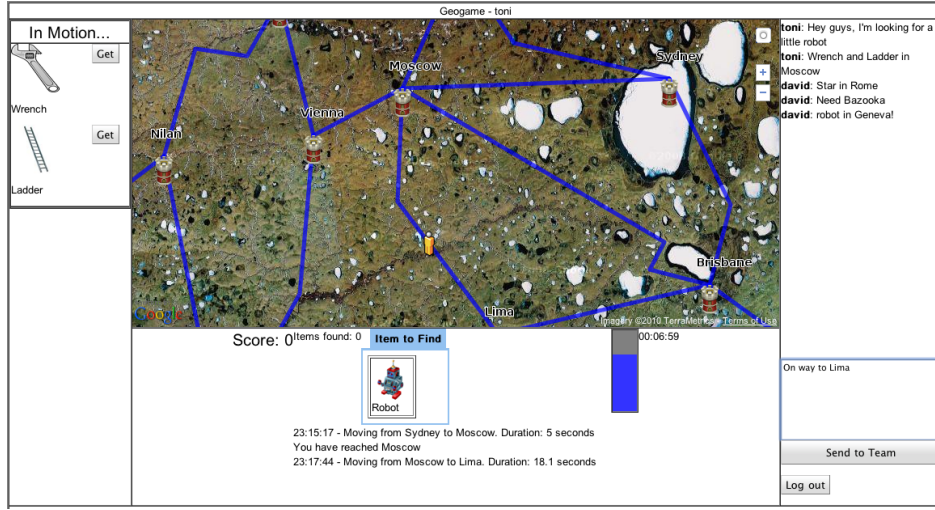 Geogame - toni
In Motion...
Get
Wrench
Get
Ladder
Moscow
Sydney
Vienna
Nilan
Brisbane
Lima
Google
Imagery ©2010 TerraMetrics - Terms of Use
+
−
toni: Hey guys, I'm looking for a
little robot
toni: Wrench and Ladder in
Moscow
david: Star in Rome
david: Need Bazooka
david: robot in Geneva!
Score: 0
Items found: 0
Item to Find
00:06:59
Robot
23:15:17 - Moving from Sydney to Moscow. Duration: 5 seconds
You have reached Moscow
23:17:44 - Moving from Moscow to Lima. Duration: 18.1 seconds
On way to Lima
Send to Team
Log out